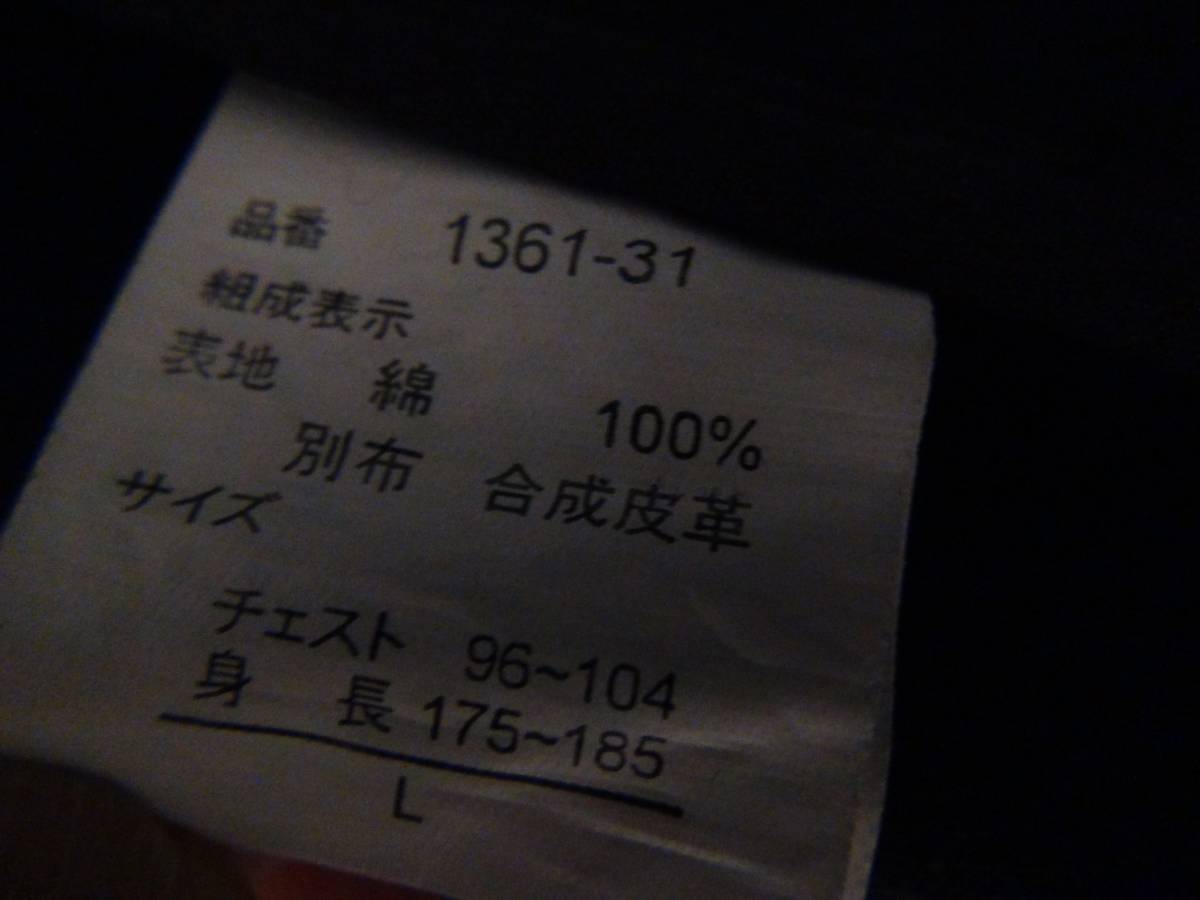 品番 1361-31
組成表示
表地 綿 100%
別布 合成皮革
サイズ
チェスト 96~104
身長 175~185
L